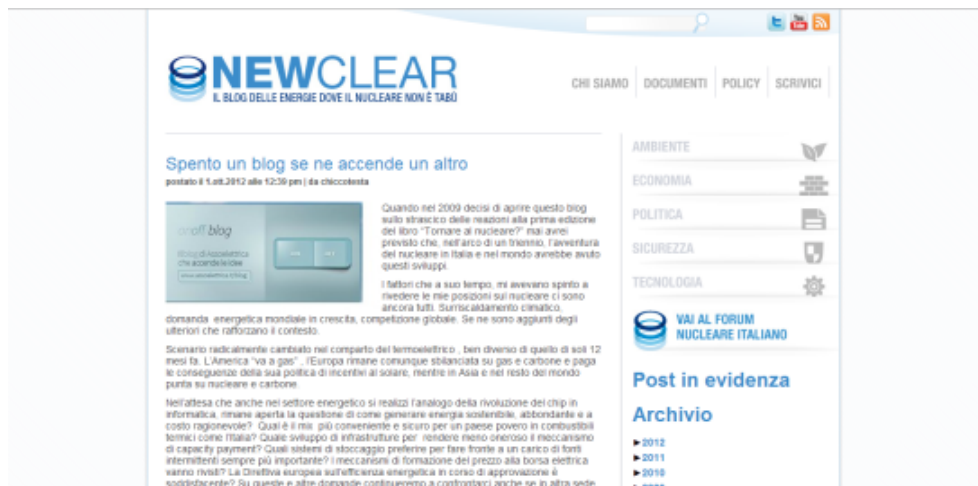 NEWCLEAR
IL BLOG DELLE ENERGIE DOVE IL NUCLEARE NON È TABÙ
CHI SIAMO
DOCUMENTI
POLICY
SCRIVICI
Spento un blog se ne accende un altro
postato il 1.ott.2012 alle 12:39 pm | da chiccotesta
on off blog
Il blog di Assoelettrica
che accende le idee
Quando nel 2009 decisi di aprire questo blog
sullo strascico delle reazioni alla prima edizione
del libro “Tornare al nucleare?” mai avrei
previsto che, nell'arco di un triennio, l'avventura
del nucleare in Italia e nel mondo avrebbe avuto
questi sviluppi.
I fattori che a suo tempo, mi avevano spinto a
rivedere le mie posizioni sul nucleare ci sono
ancora tutti. Surriscaldamento climatico,
domanda energetica mondiale in crescita, competizione globale. Se ne sono aggiunti degli
ulteriori che rafforzano il contesto.
Scenario radicalmente cambiato nel comparto del termoelettrico , ben diverso di quello di soli 12
mesi fa. L'America “va a gas” , l'Europa rimane comunque sbilanciata su gas e carbone e paga
le conseguenze della sua politica di incentivi al solare, mentre in Asia e nel resto del mondo
punta su nucleare e carbone.
Nell'attesa che anche nel settore energetico si realizzi l'analogo della rivoluzione dei chip in
informatica, rimane aperta la questione di come generare energia sostenibile, abbondante e a
costo ragionevole? Qual è il mix più conveniente e sicuro per un paese povero in combustibili
termici come l'Italia? Quale sviluppo di infrastrutture per rendere meno oneroso il meccanismo
di capacity payment? Quali sistemi di stoccaggio preferire per fare fronte a un carico di fonti
intermittenti sempre più importante? I meccanismi di formazione del prezzo alla borsa elettrica
vanno rivisti? La Direttiva europea sull'efficienza energetica in corso di approvazione è
soddisfacente? Su queste e altre domande continueremo a confrontarci anche se in altra sede
AMBIENTE
ECONOMIA
POLITICA
SICUREZZA
TECNOLOGIA
VAI AL FORUM
NUCLEARE ITALIANO
Post in evidenza
Archivio
2012
2011
2010